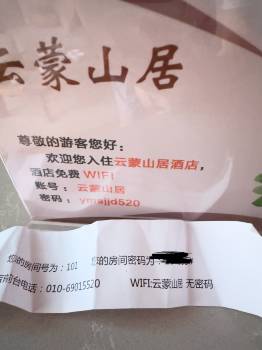 云蒙山居
尊敬的游客您好：
欢迎您入住云蒙山居酒店，
酒店免费 WIFI
账号：云蒙山居
密码：ymsjjd520
您的房间号为：101 您的房间密码为
台电话：010-69015520 WIFI:云蒙山居 无密码